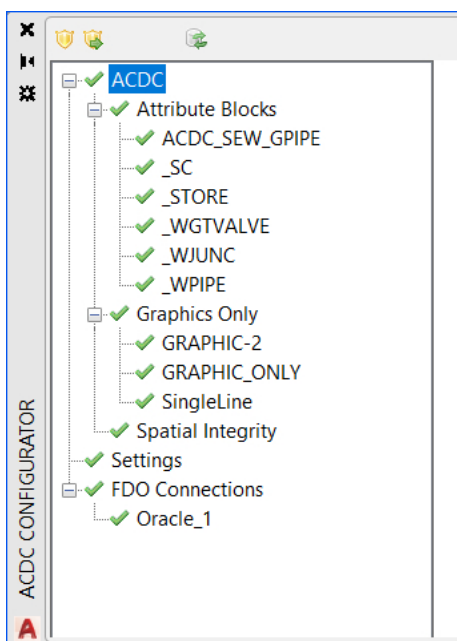 ACDC
Attribute Blocks
ACDC_SEW_GPIPE
_SC
_STORE
_WGTVALVE
_WJUNC
_WPIPE
Graphics Only
GRAPHIC-2
GRAPHIC_ONLY
SingleLine
Spatial Integrity
Settings
FDO Connections
Oracle_1
ACDC CONFIGURATOR